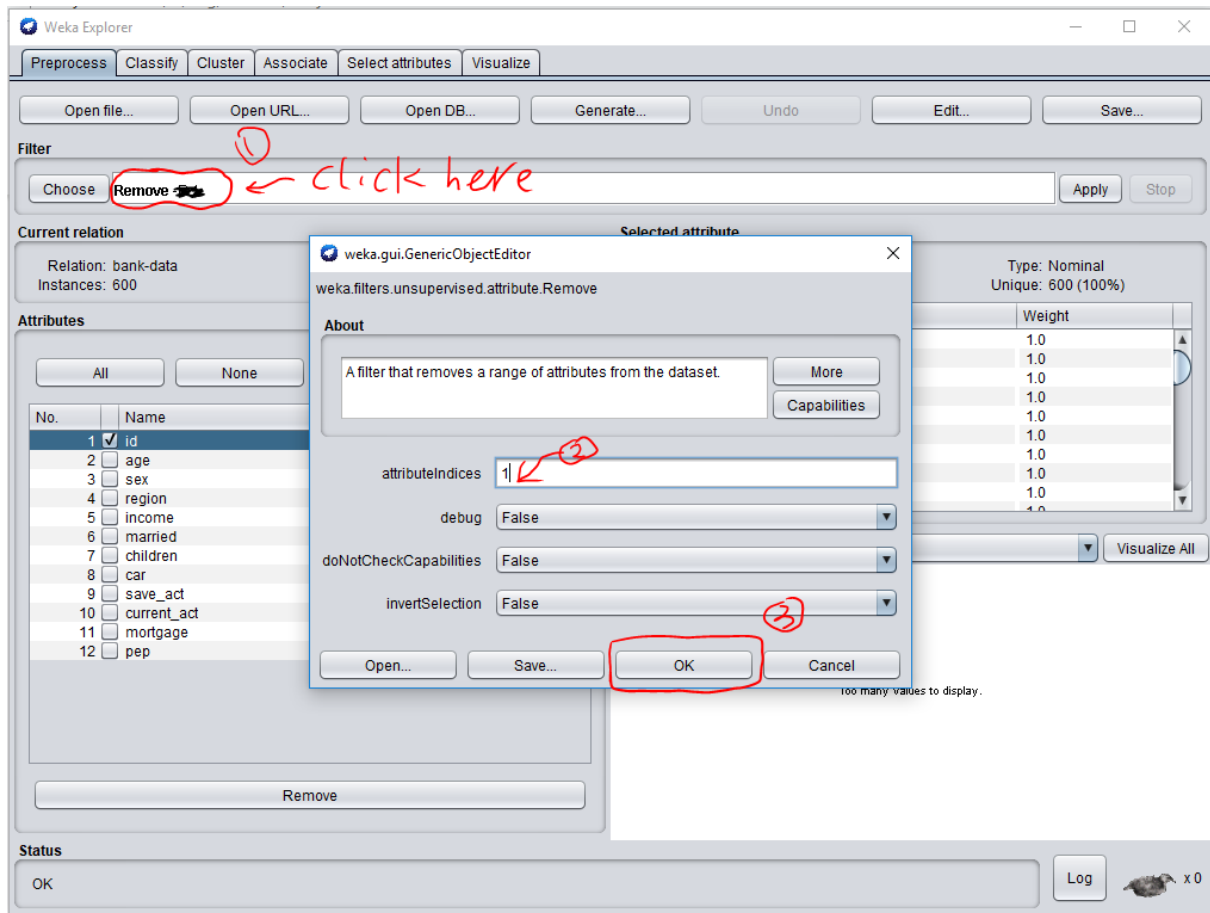 Weka Explorer
Preprocess Classify Cluster Associate Select attributes Visualize
Open file... Open URL... Open DB... Generate... Undo Edit... Save...
①
Filter
Choose Remove ← click here Apply Stop
Current relation
Relation: bank-data
Instances: 600
Selected attribute
Type: Nominal
Unique: 600 (100%)
Weight
1.0
1.0
1.0
1.0
1.0
1.0
1.0
1.0
1.0
1.0
Attributes
All None
No. Name
1 id
2 age
3 sex
4 region
5 income
6 married
7 children
8 car
9 save_act
10 current_act
11 mortgage
12 pep
Remove
weka.gui.GenericObjectEditor
weka.filters.unsupervised.attribute.Remove
About
A filter that removes a range of attributes from the dataset.
More
Capabilities
②
attributeIndices 1
debug False
doNotCheckCapabilities False
invertSelection False
③
Open... Save... OK Cancel
Visualize All
Too many values to display.
Status
OK
Log x 0